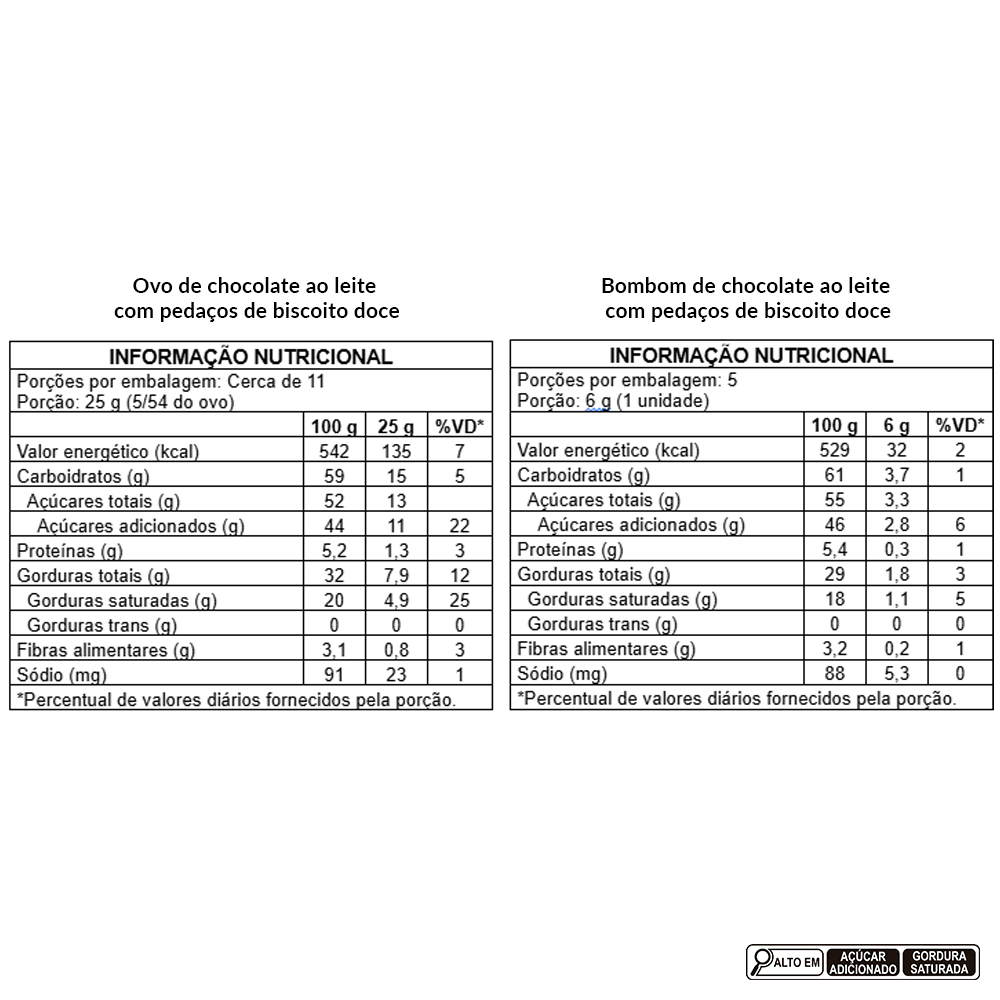 Ovo de chocolate ao leite
com pedaços de biscoito doce
INFORMAÇÃO NUTRICIONAL
Porções por embalagem: Cerca de 11
Porção: 25 g (5/54 do ovo)
100 g 25 g %VD*
Valor energético (kcal) 542 135 7
Carboidratos (g) 59 15 5
Açúcares totais (g) 52 13
Açúcares adicionados (g) 44 11 22
Proteínas (g) 5,2 1,3 3
Gorduras totais (g) 32 7,9 12
Gorduras saturadas (g) 20 4,9 25
Gorduras trans (g) 0 0 0
Fibras alimentares (g) 3,1 0,8 3
Sódio (mg) 91 23 1
*Percentual de valores diários fornecidos pela porção.
Bombom de chocolate ao leite
com pedaços de biscoito doce
INFORMAÇÃO NUTRICIONAL
Porções por embalagem: 5
Porção: 6 g (1 unidade)
100 g 6 g %VD*
Valor energético (kcal) 529 32 2
Carboidratos (g) 61 3,7 1
Açúcares totais (g) 55 3,3
Açúcares adicionados (g) 46 2,8 6
Proteínas (g) 5,4 0,3 1
Gorduras totais (g) 29 1,8 3
Gorduras saturadas (g) 18 1,1 5
Gorduras trans (g) 0 0 0
Fibras alimentares (g) 3,2 0,2 1
Sódio (mg) 88 5,3 0
*Percentual de valores diários fornecidos pela porção.
ALTO EM
AÇÚCAR
ADICIONADO
GORDURA
SATURADA